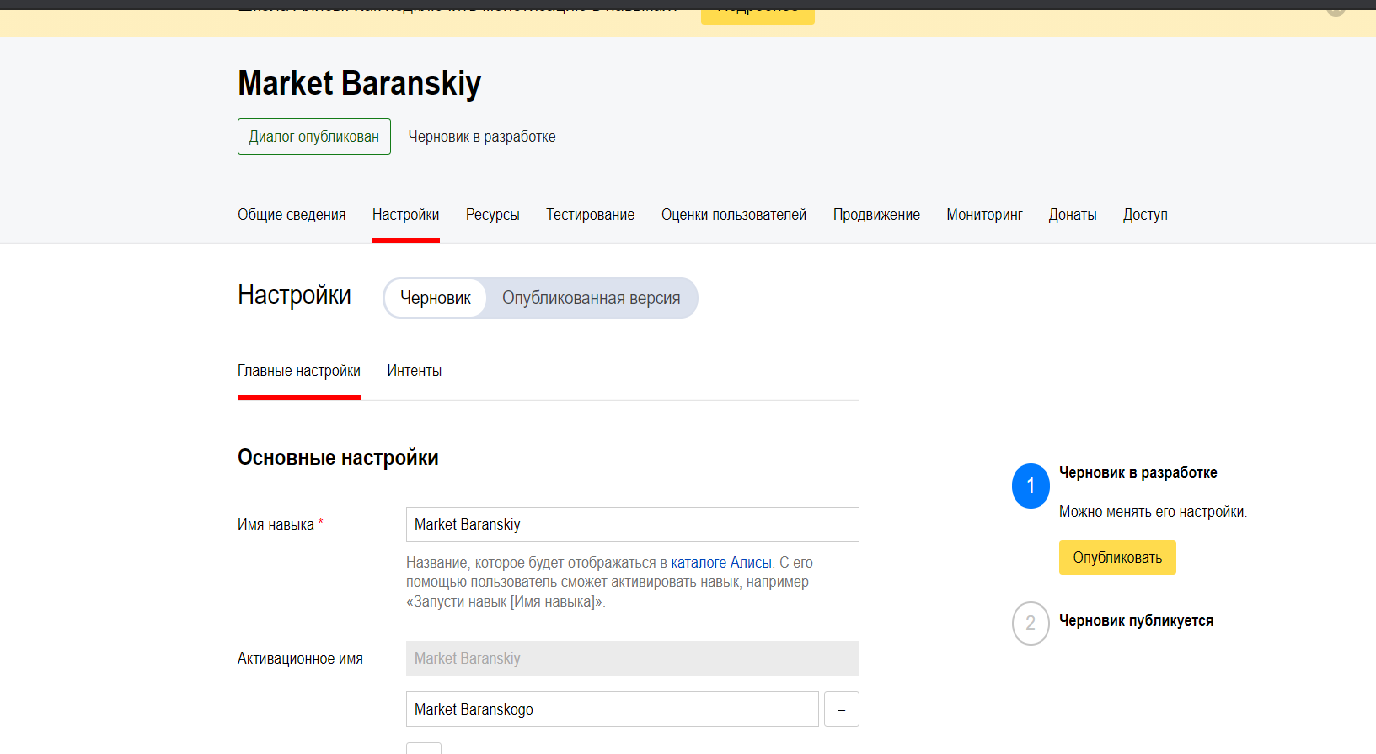 Market Baranskiy
Диалог опубликован
Черновик в разработке
Общие сведения
Настройки
Ресурсы
Тестирование
Оценки пользователей
Продвижение
Мониторинг
Донаты
Доступ
Настройки
Черновик
Опубликованная версия
Главные настройки
Интенты
Основные настройки
Имя навыка *
Market Baranskiy
Название, которое будет отображаться в каталоге Алисы. С его
помощью пользователь сможет активировать навык, например
«Запусти навык [Имя навыка]».
Активационное имя
Market Baranskiy
Market Baranskogo
–
1
Черновик в разработке
Можно менять его настройки.
Опубликовать
2
Черновик публикуется